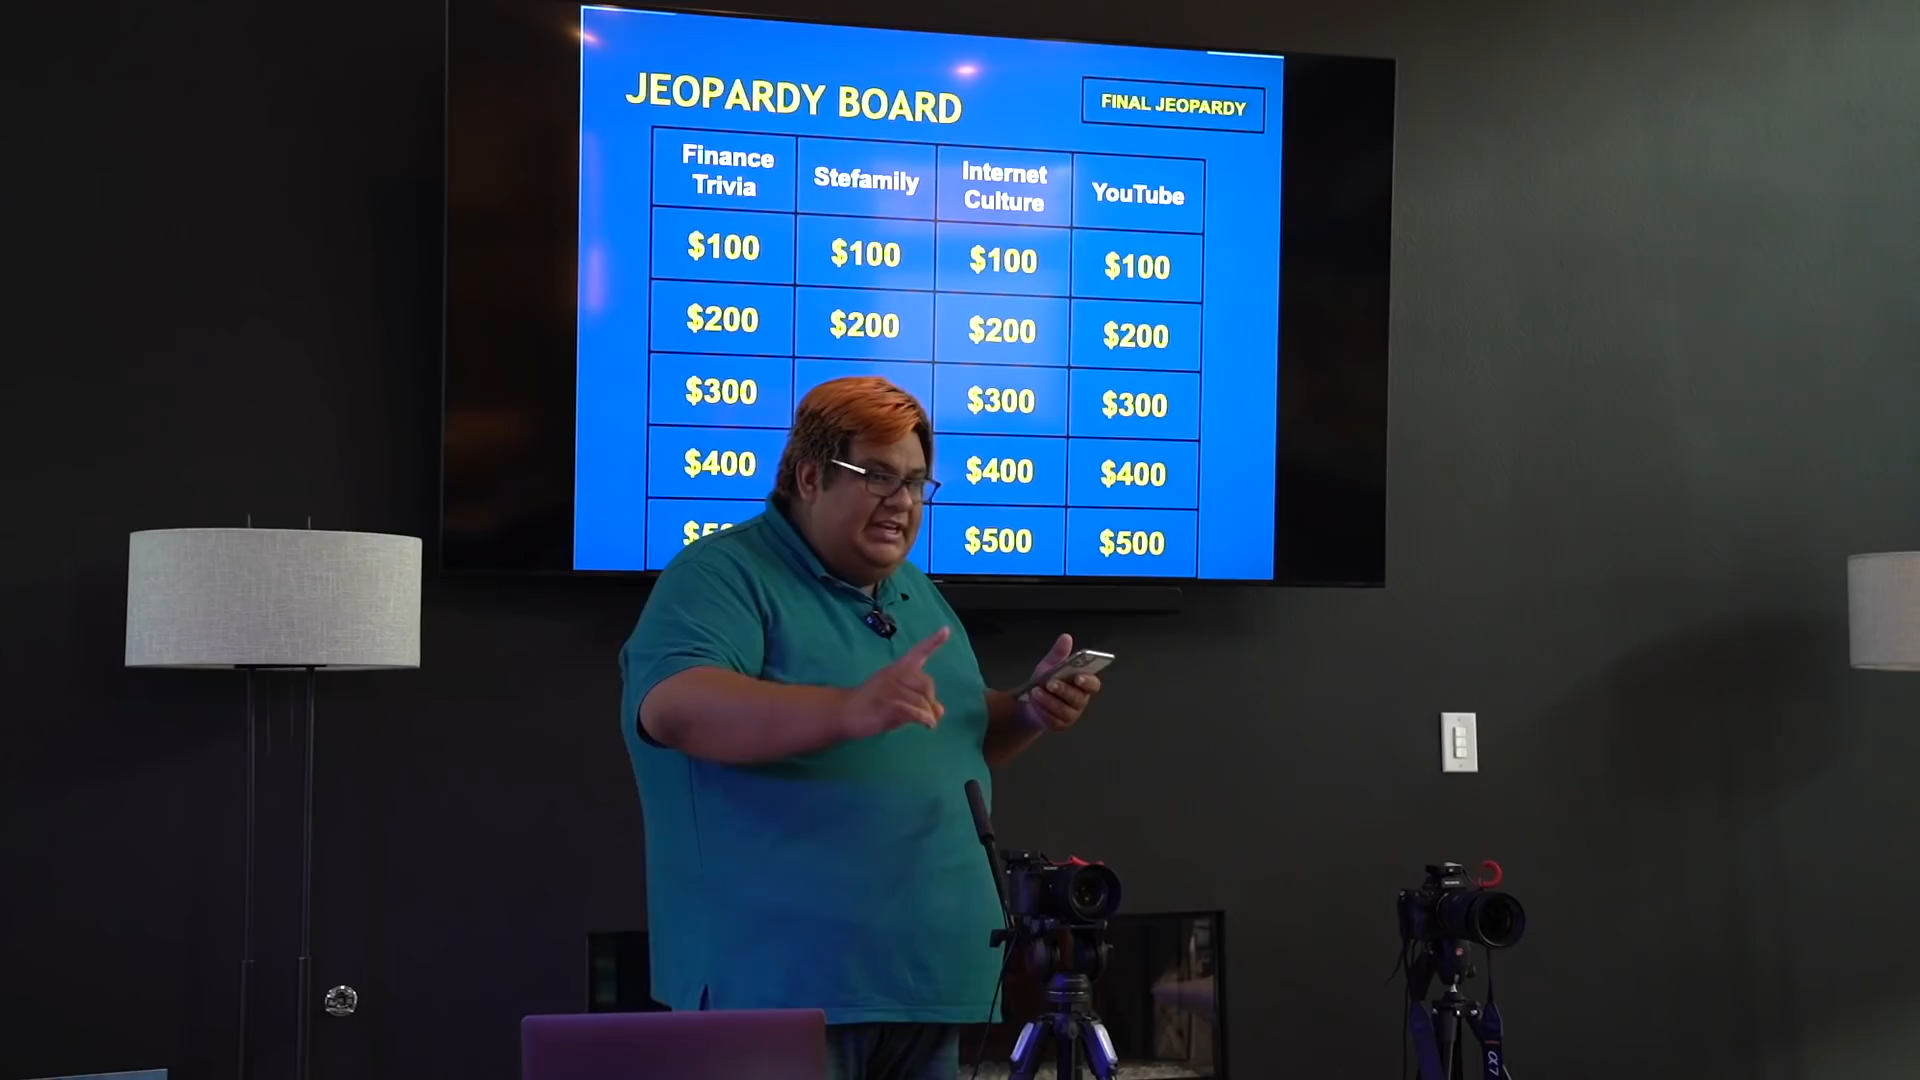 JEOPARDY BOARD
FINAL JEOPARDY
Finance
Trivia
Stefamily
Internet
Culture
YouTube
$100
$100
$100
$100
$200
$200
$200
$200
$300
$300
$300
$400
$400
$400
$500
$500
α7